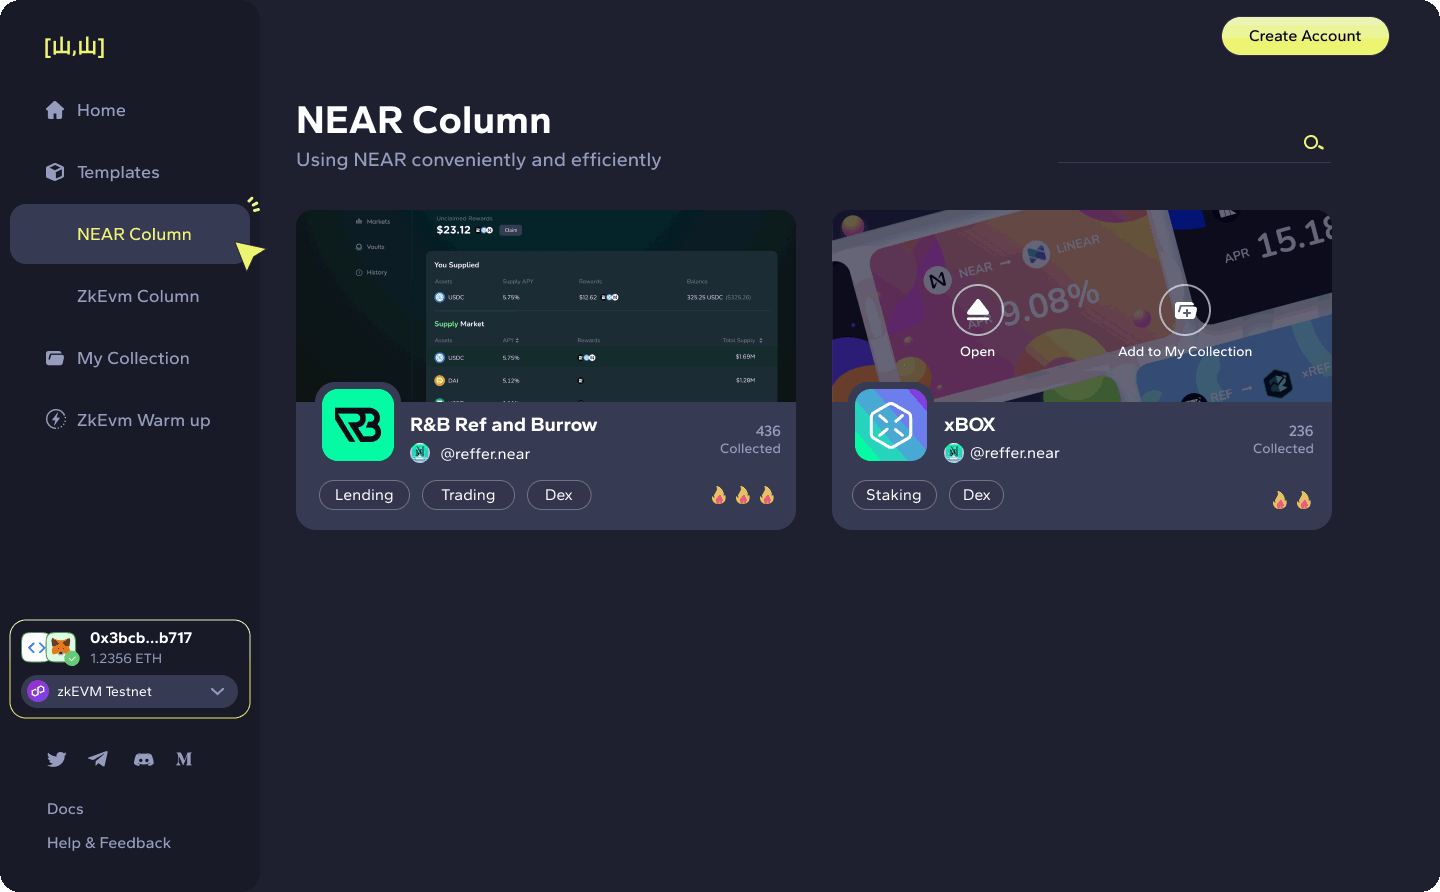 [山,山]
Home
Templates
NEAR Column
ZkEvm Column
My Collection
ZkEvm Warm up
0x3bcb...b717
1.2356 ETH
zkEVM Testnet
Docs
Help & Feedback
Create Account
NEAR Column
Using NEAR conveniently and efficiently
Markets
Vaults
History
Unclaimed Rewards
$23.12
Claim
You Supplied
Assets Supply APY Rewards Balance
USDC 5.75% $12.62 325.25 USDC ($325.26)
Supply Market
Assets APY Rewards Total Supply
USDC 5.75% $1.69M
DAI 5.12% $1.28M
R&B Ref and Burrow
@reffer.near
436
Collected
Lending
Trading
Dex
NEAR → LiNEAR
APR 9.08%
APR 15.18
REF → xREF
Open
Add to My Collection
xBOX
@reffer.near
236
Collected
Staking
Dex